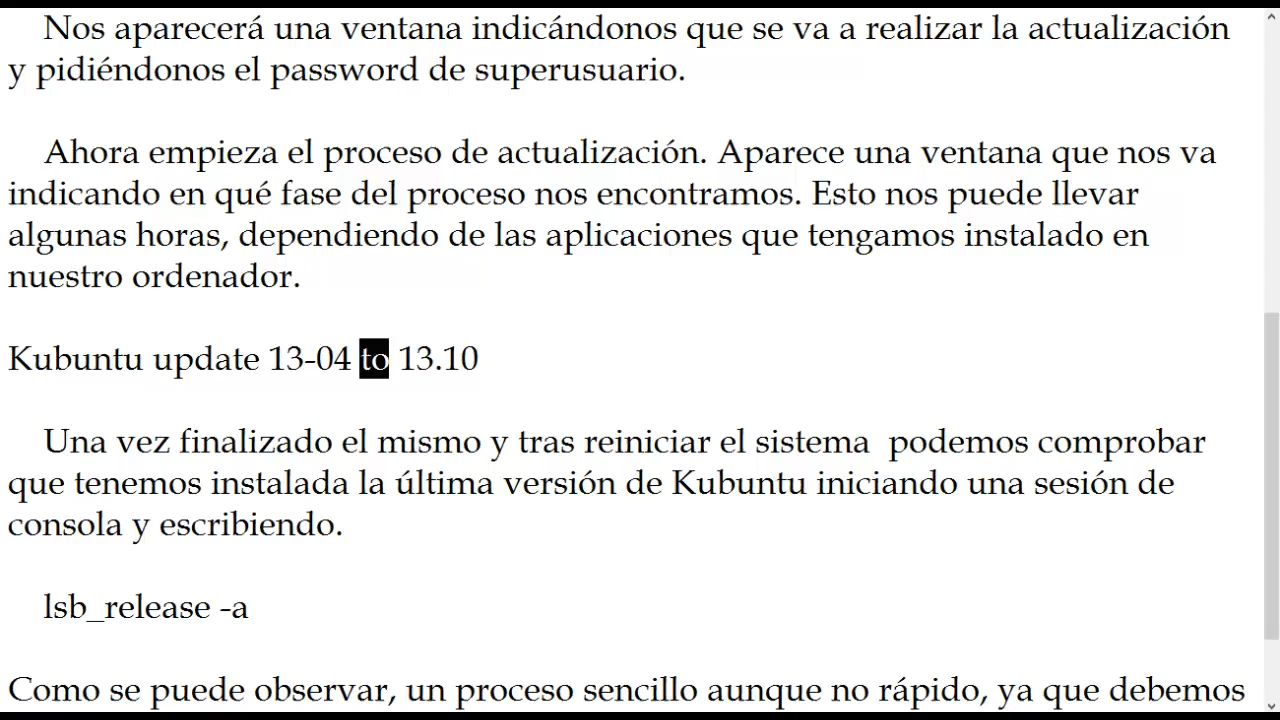 Nos aparecerá una ventana indicándonos que se va a realizar la actualización
y pidiéndonos el password de superusuario.
Ahora empieza el proceso de actualización. Aparece una ventana que nos va
indicando en qué fase del proceso nos encontramos. Esto nos puede llevar
algunas horas, dependiendo de las aplicaciones que tengamos instalado en
nuestro ordenador.
Kubuntu update 13-04 to 13.10
Una vez finalizado el mismo y tras reiniciar el sistema  podemos comprobar
que tenemos instalada la última versión de Kubuntu iniciando una sesión de
consola y escribiendo.
lsb_release -a
Como se puede observar, un proceso sencillo aunque no rápido, ya que debemos